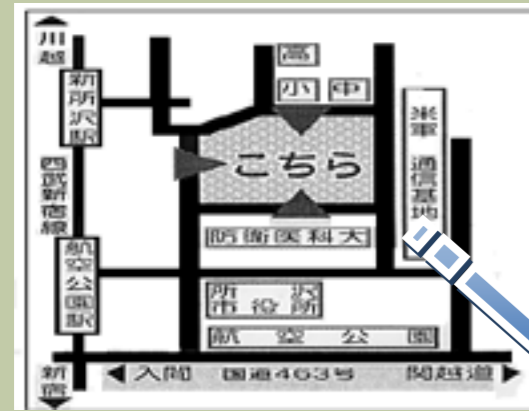 川越
新所沢駅
西武新宿線
航空公園駅
新宿
高
小 中
こちら
米軍 通信基地
防衛医科大
所沢市役所
航空公園
入間 国道463号 関越道